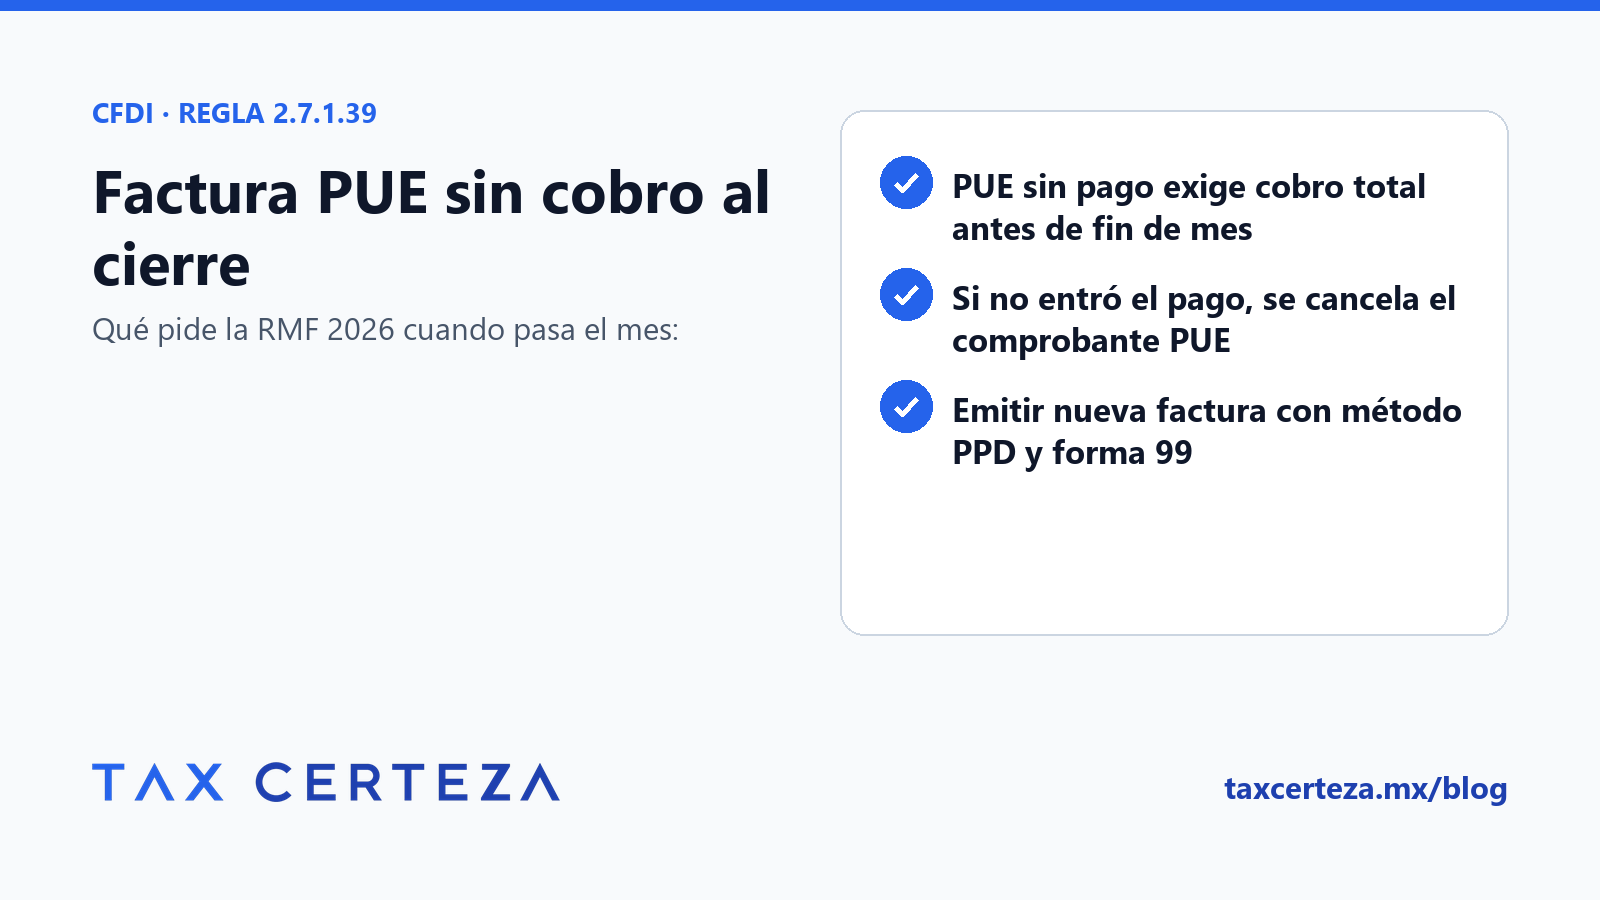 CFDI · REGLA 2.7.1.39
Factura PUE sin cobro al
cierre
Qué pide la RMF 2026 cuando pasa el mes:
PUE sin pago exige cobro total
antes de fin de mes
Si no entró el pago, se cancela el
comprobante PUE
Emitir nueva factura con método
PPD y forma 99
TAX CERTEZA
taxcerteza.mx/blog